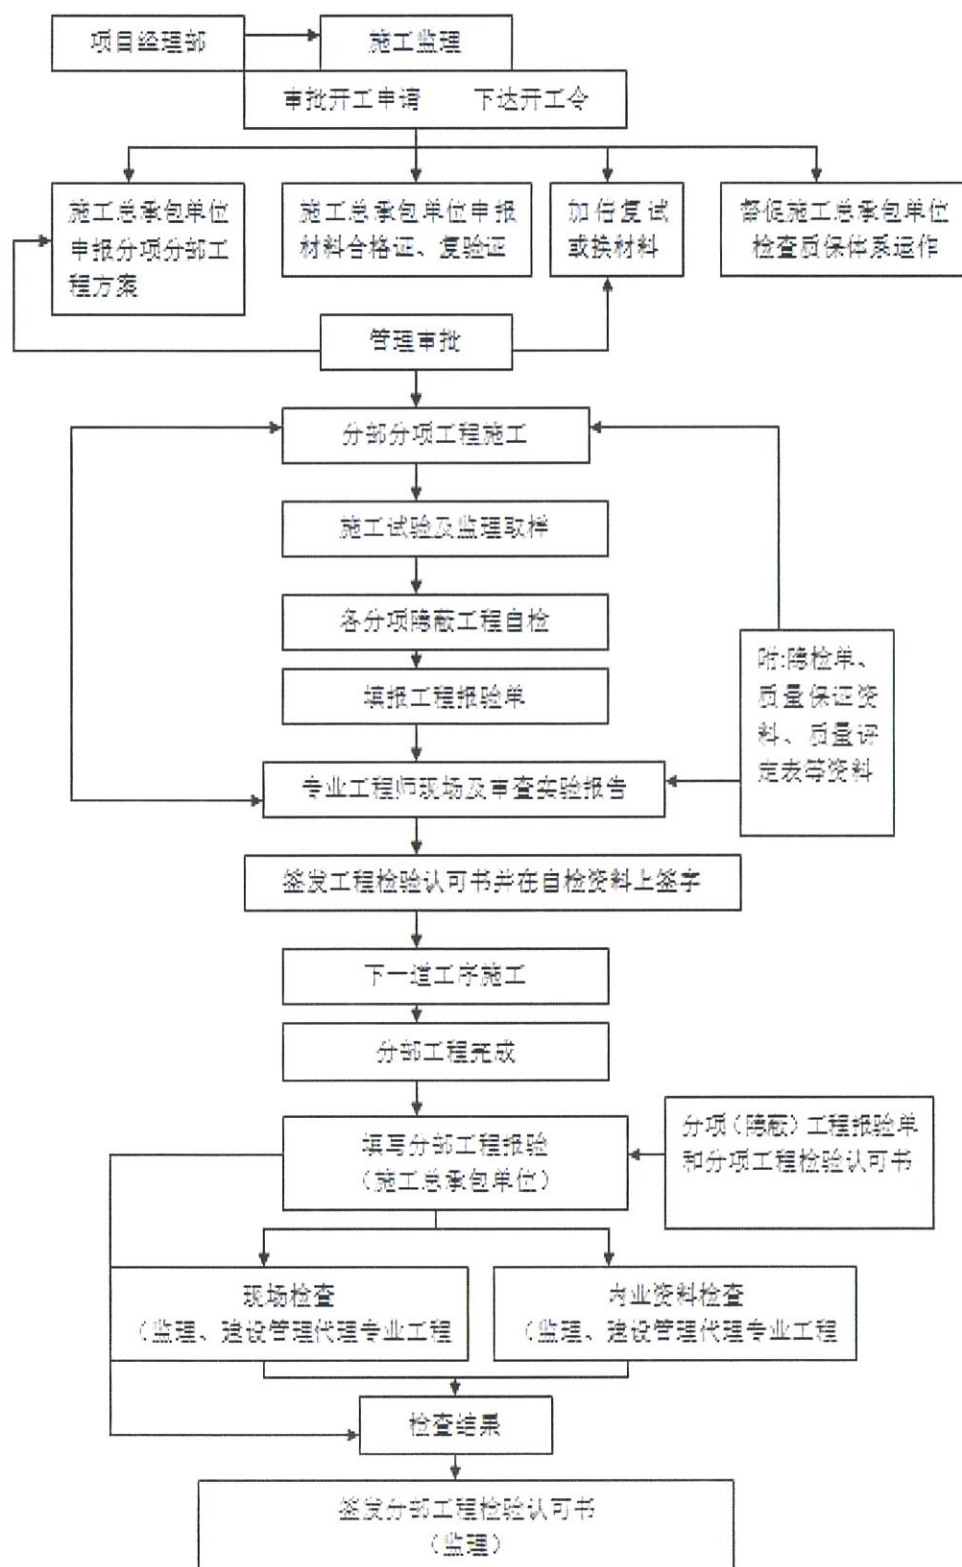 项目经理部
施工监理
审批开工申请 下达开工令
施工总承包单位
申报分项分部工
程方案
施工总承包单位申报
材料合格证、复验证
加倍复试
或换材料
督促施工总承包单位
检查质保体系运作
管理审批
分部分项工程施工
施工试验及监理取样
各分项隐蔽工程自检
填报工程报验单
附:隐检单、
质量保证资
料、质量评
定表等资料
专业工程师现场及审查实验报告
签发工程检验认可书并在自检资料上签字
下一道工序施工
分部工程完成
填写分部工程报验
（施工总承包单位）
分项（隐蔽）工程报验单
和分项工程检验认可书
现场检查
（监理、建设管理代理专业工程
内业资料检查
（监理、建设管理代理专业工程
检查结果
签发分部工程检验认可书
（监理）